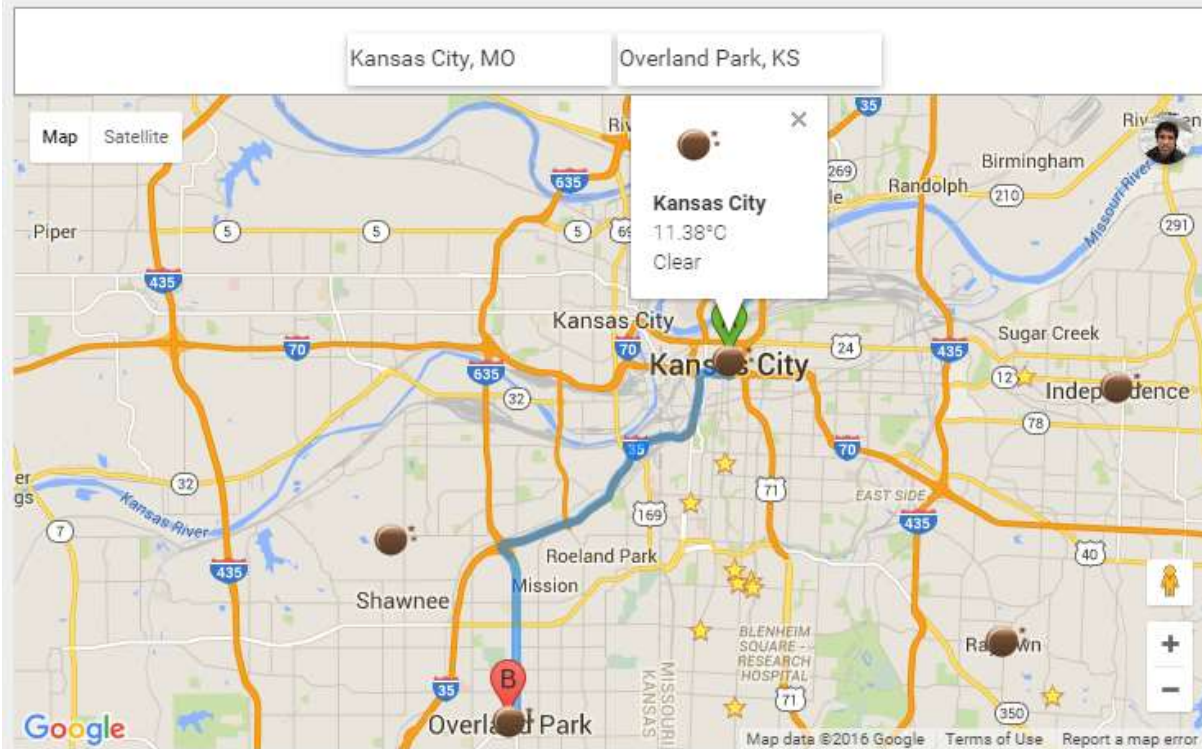 Kansas City, MO
Overland Park, KS
Map
Satellite
35
Birmingham
269
Randolph
210
635
Kansas City
11.38°C
Clear
Missouri River
Piper
5
5
5
291
435
Kansas City
70
70
24
Sugar Creek
435
Kansas City
635
12
Independence
32
78
35
70
32
71
EAST SIDE
Kansas River
169
435
7
Roeland Park
40
435
Mission
Shawnee
BLENHEIM
SQUARE -
RESEARCH
HOSPITAL
MISSOURI
KANSAS
B
35
71
350
Overland Park
Google
Map data ©2016 Google
Terms of Use
Report a map error